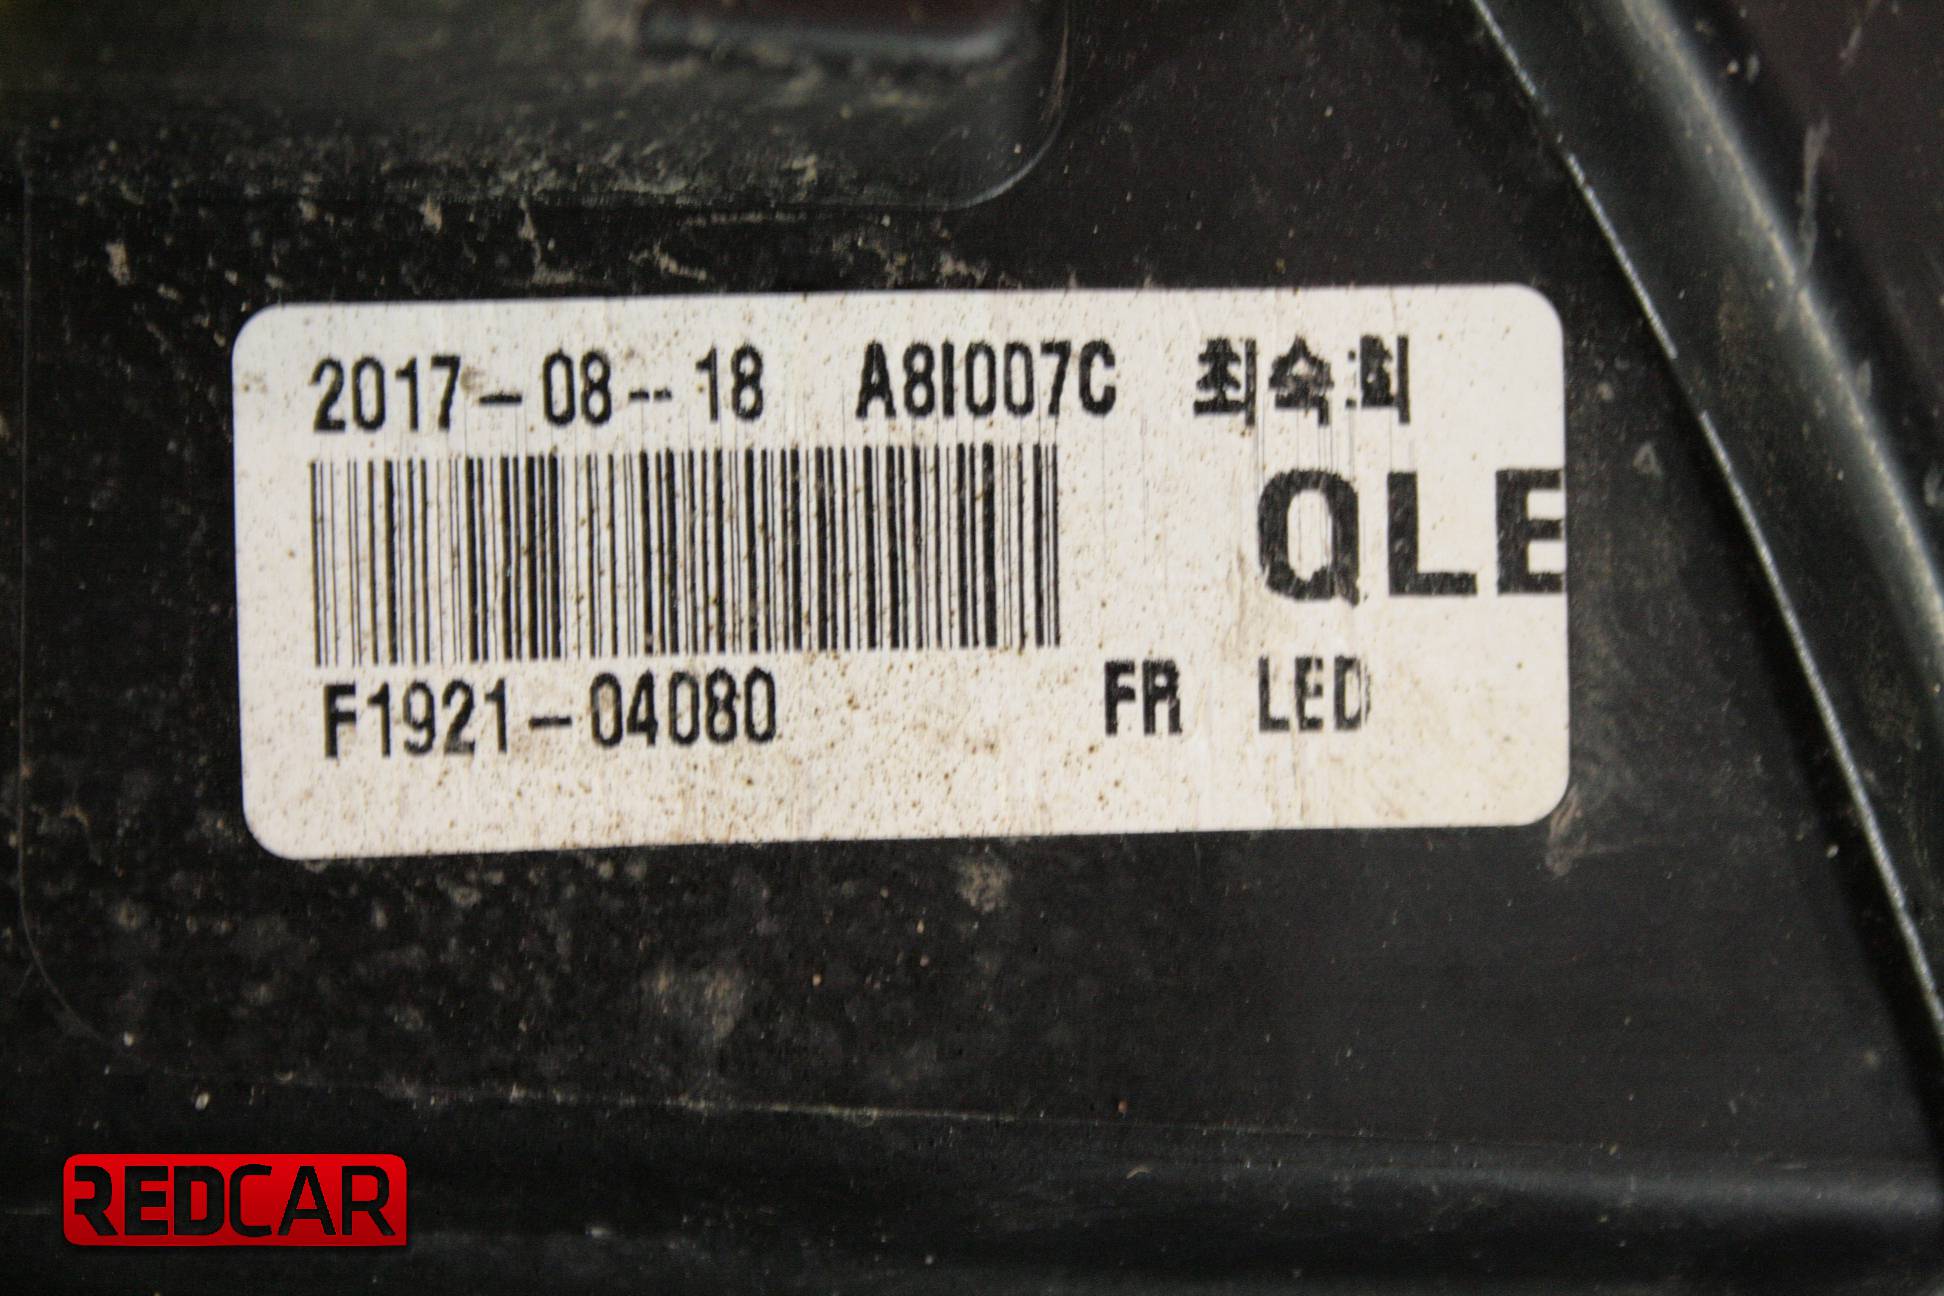 2017-08--18 A8I007C 최숙희
QLE
F1921-04080 FR LED
REDCAR